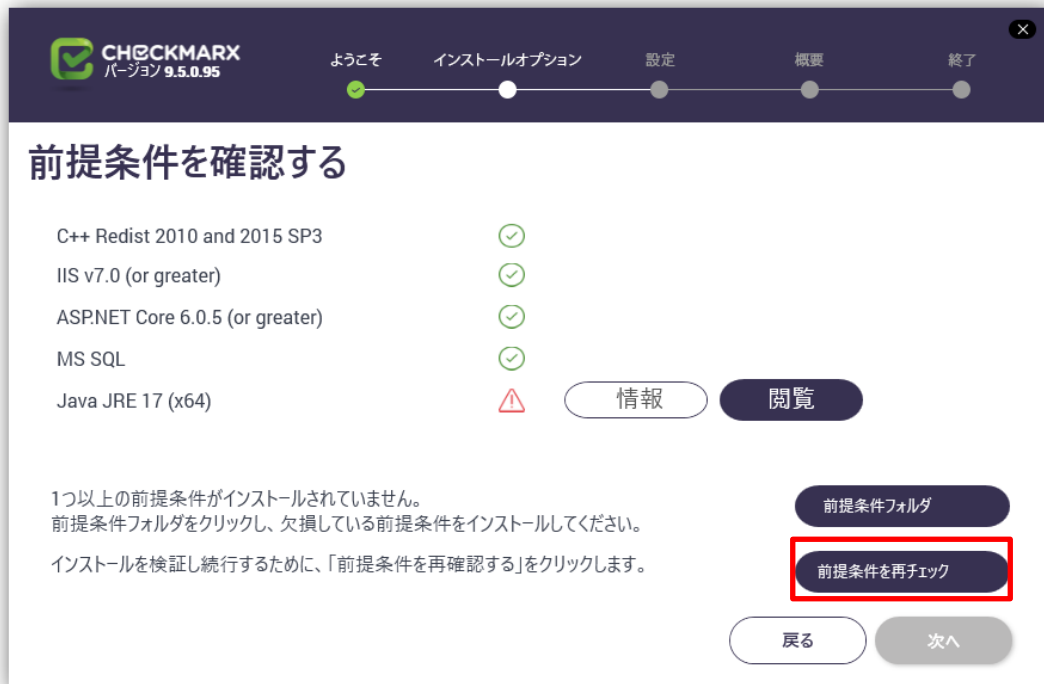 CHECKMARX
バージョン 9.5.0.95
ようこそ
インストールオプション
設定
概要
終了
前提条件を確認する
C++ Redist 2010 and 2015 SP3
IIS v7.0 (or greater)
ASP.NET Core 6.0.5 (or greater)
MS SQL
Java JRE 17 (x64)
情報
閲覧
1つ以上の前提条件がインストールされていません。
前提条件フォルダをクリックし、欠損している前提条件をインストールしてください。
前提条件フォルダ
インストールを検証し続行するために、「前提条件を再確認する」をクリックします。
前提条件を再チェック
戻る
次へ